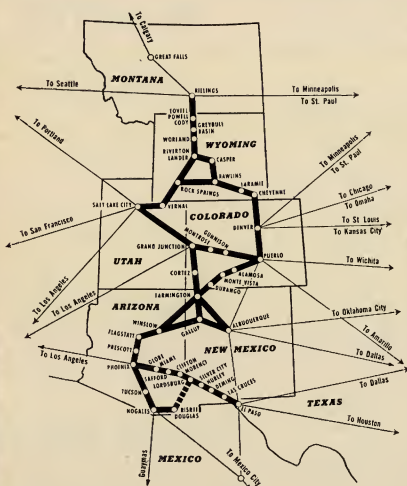 To Calgary
GREAT FALLS
MONTANA
To Seattle
BILLINGS
To Minneapolis
To St. Paul
LOVELL
POWELL
CODY
GREYBULL
BASIN
WORLAND
To Portland
WYOMING
RIVERTON
LANDER
CASPER
RAWLINS
ROCK SPRINGS
LARAMIE
CHEYENNE
To Minneapolis
To St. Paul
SALT LAKE CITY
VERNAL
COLORADO
To Chicago
To Omaha
DENVER
To St Louis
To Kansas City
To San Francisco
GRAND JUNCTION
MONTROSE
GUNNISON
PUEBLO
UTAH
To Wichita
To Los Angeles
To Los Angeles
CORTEZ
ALAMOSA
MONTE VISTA
DURANGO
FARMINGTON
ARIZONA
To Oklahoma City
WINSLOW
FLAGSTAFF
GALLUP
ALBUQUERQUE
To Amarillo
PRESCOTT
NEW MEXICO
To Dallas
To Los Angeles
PHOENIX
GLOBE
MIAMI
CLIFTON
MORENCI
SAFFORD
LORDSBURG
SILVER CITY
HURLEY
DEMING
LAS CRUCES
To Dallas
TUCSON
TEXAS
EL PASO
To Houston
NOGALES
BISBEE
DOUGLAS
MEXICO
Guaymas
To Mexico City